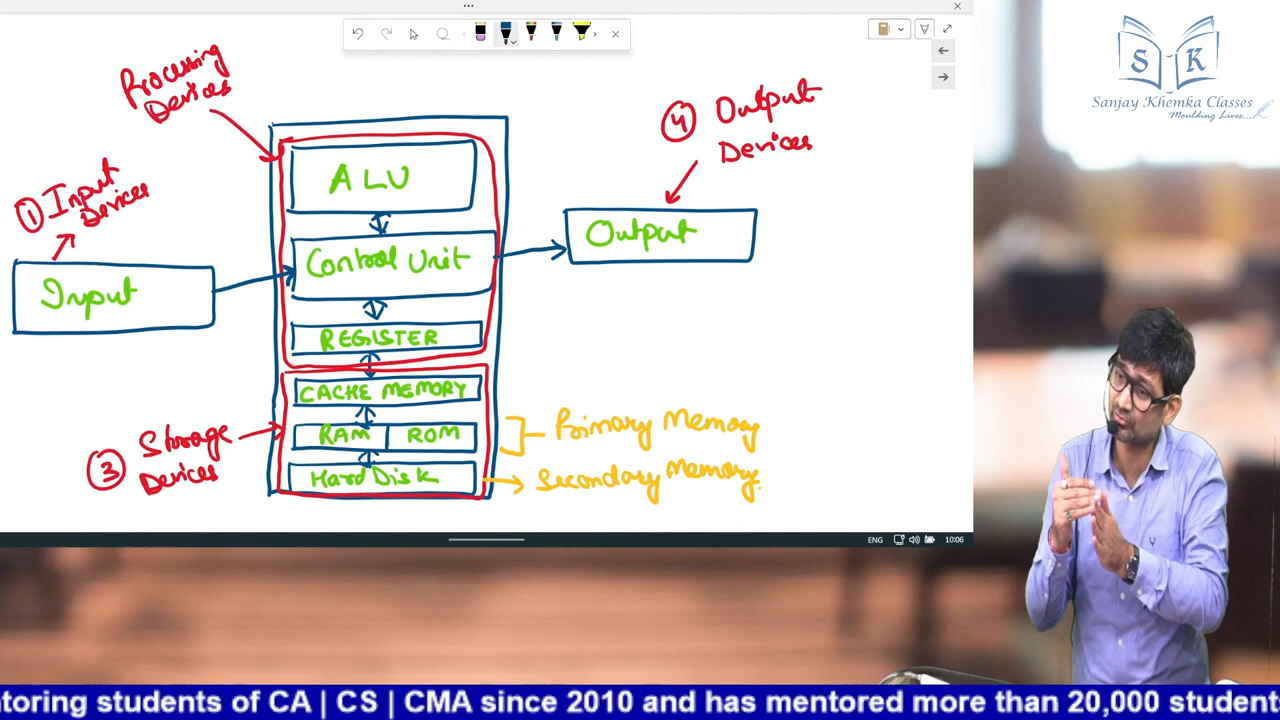 SK
Sanjay Khemka Classes
Moulding Lives...
Processing
Devices
④ Output
Devices
① Input
Devices
ALU
Output
Control Unit
Input
REGISTER
CACHE MEMORY
③ Storage
Devices
RAM ROM
Primary Memory
Hard Disk
Secondary Memory.
ENG 10:06
toring students of CA | CS | CMA since 2010 and has mentored more than 20,000 student